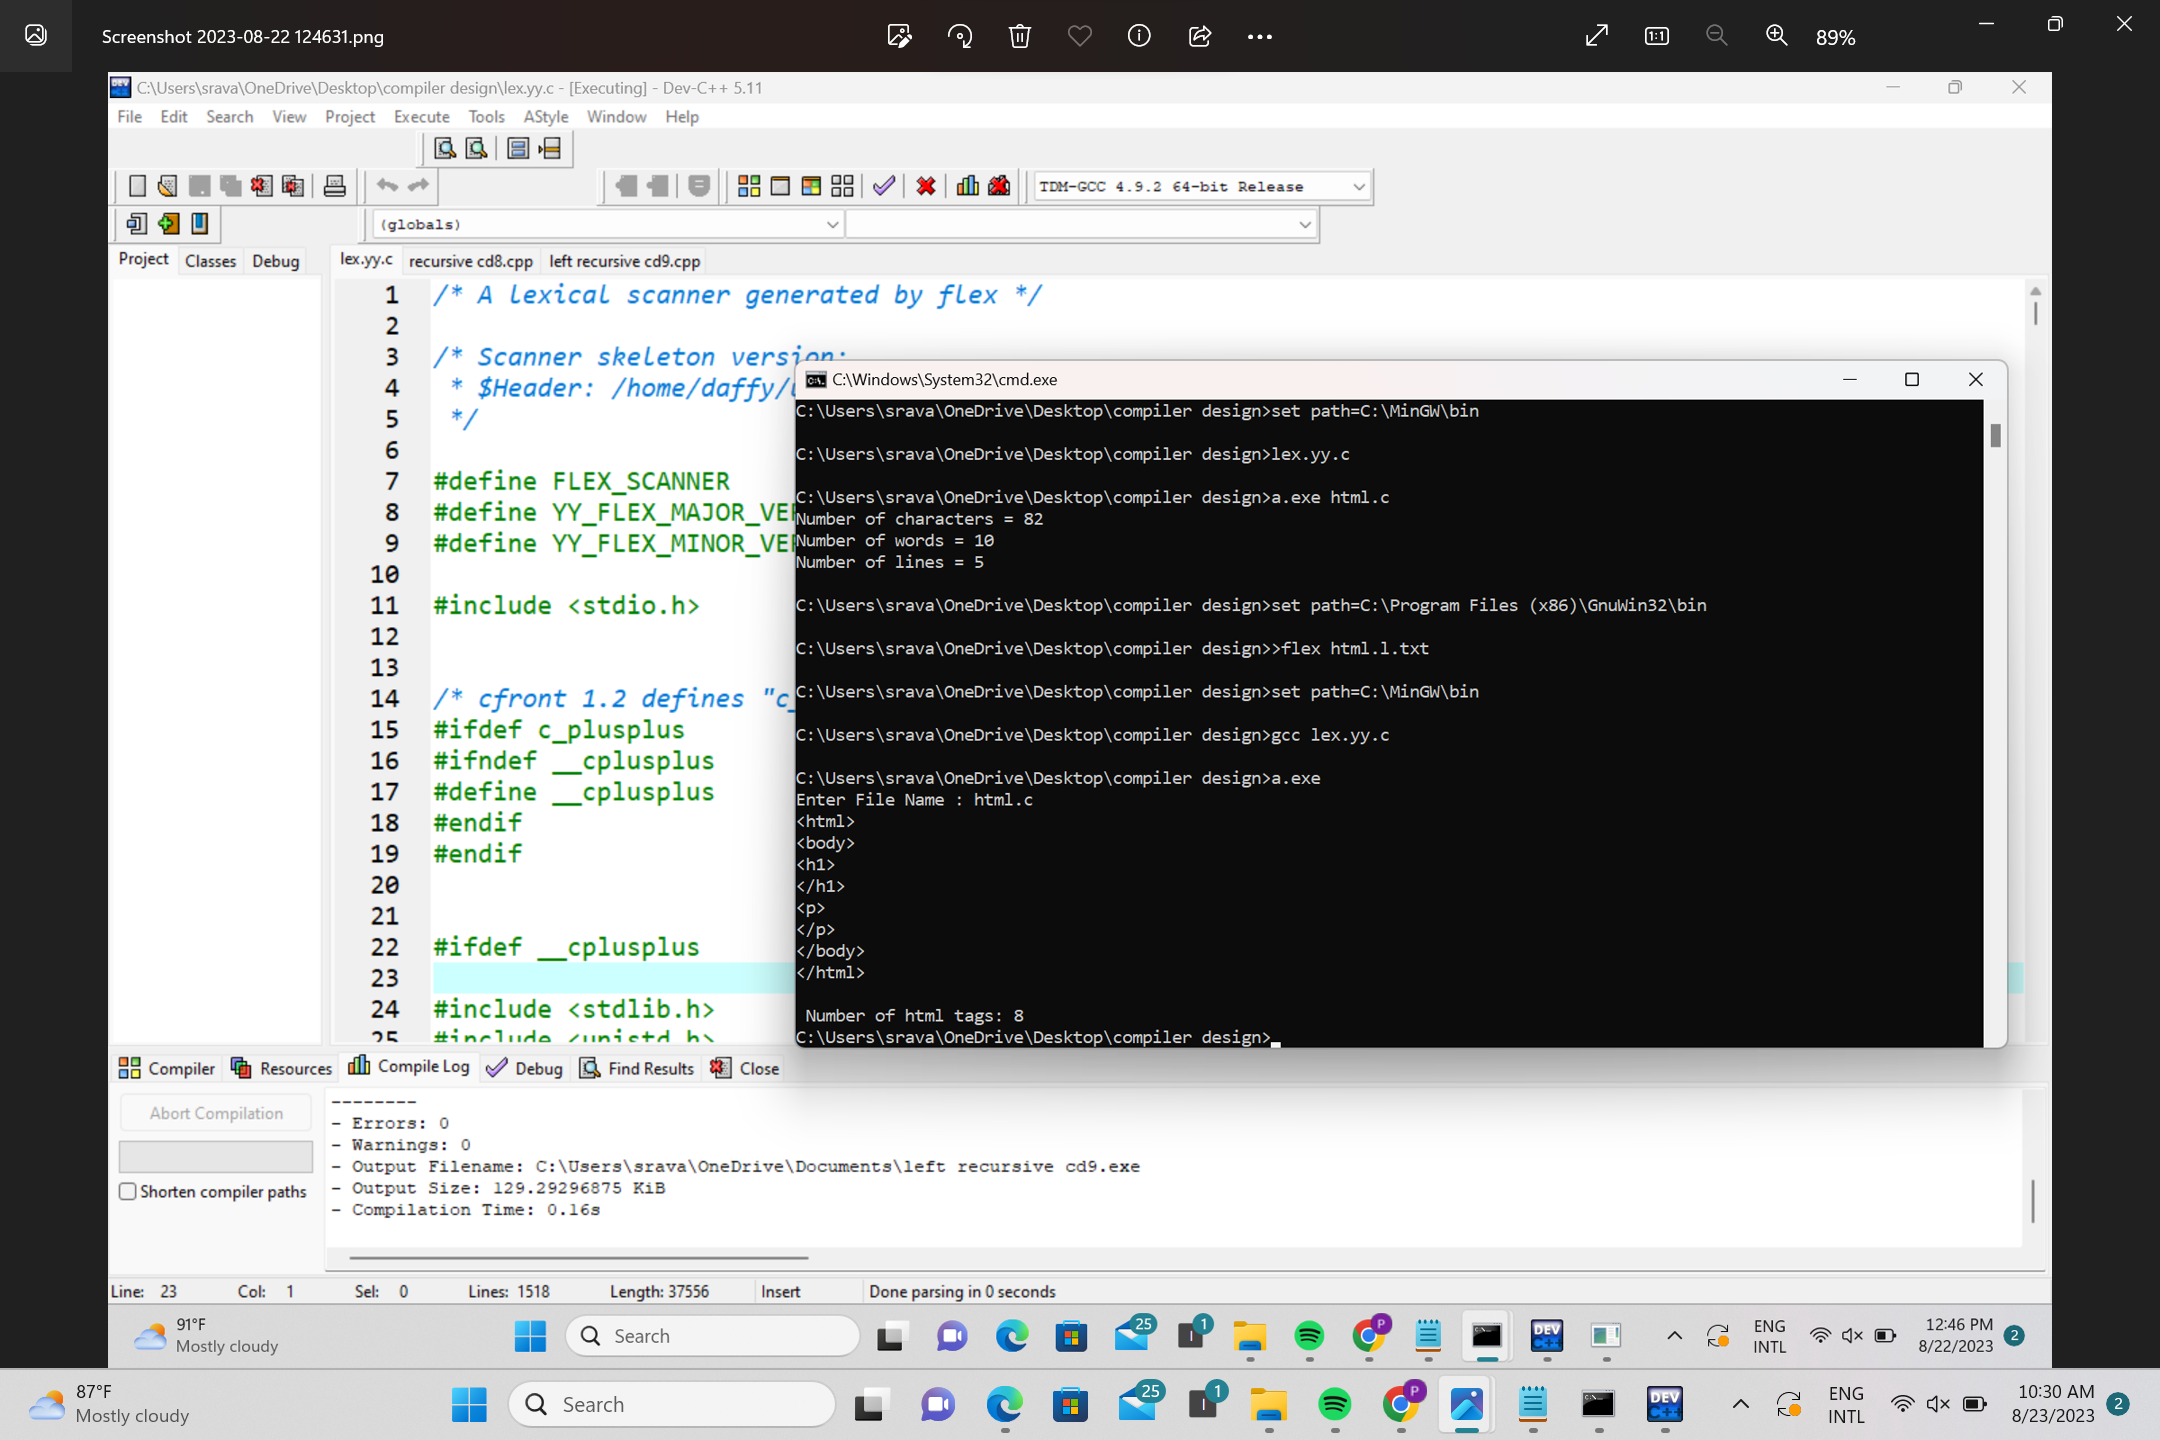 Screenshot 2023-08-22 124631.png
89%
C:\Users\srava\OneDrive\Desktop\compiler design\lex.yy.c - [Executing] - Dev-C++ 5.11
File Edit Search View Project Execute Tools AStyle Window Help
TDM-GCC 4.9.2 64-bit Release
(globals)
Project Classes Debug
lex.yy.c recursive cd8.cpp left recursive cd9.cpp
1 /* A lexical scanner generated by flex */
2
3 /* Scanner skeleton version:
4 * $Header: /home/daffy/
5 */
6
7 #define FLEX_SCANNER
8 #define YY_FLEX_MAJOR_VE
9 #define YY_FLEX_MINOR_VE
10
11 #include <stdio.h>
12
13
14 /* cfront 1.2 defines "c_
15 #ifdef c_plusplus
16 #ifndef __cplusplus
17 #define __cplusplus
18 #endif
19 #endif
20
21
22 #ifdef __cplusplus
23
24 #include <stdlib.h>
25 #include <unistd.h>
C:\Windows\System32\cmd.exe
C:\Users\srava\OneDrive\Desktop\compiler design>set path=C:\MinGW\bin
C:\Users\srava\OneDrive\Desktop\compiler design>lex.yy.c
C:\Users\srava\OneDrive\Desktop\compiler design>a.exe html.c
Number of characters = 82
Number of words = 10
Number of lines = 5
C:\Users\srava\OneDrive\Desktop\compiler design>set path=C:\Program Files (x86)\GnuWin32\bin
C:\Users\srava\OneDrive\Desktop\compiler design>>flex html.l.txt
C:\Users\srava\OneDrive\Desktop\compiler design>set path=C:\MinGW\bin
C:\Users\srava\OneDrive\Desktop\compiler design>gcc lex.yy.c
C:\Users\srava\OneDrive\Desktop\compiler design>a.exe
Enter File Name : html.c
<html>
<body>
<h1>
</h1>
<p>
</p>
</body>
</html>
Number of html tags: 8
C:\Users\srava\OneDrive\Desktop\compiler design>
Compiler Resources Compile Log Debug Find Results Close
Abort Compilation
Shorten compiler paths
--------
- Errors: 0
- Warnings: 0
- Output Filename: C:\Users\srava\OneDrive\Documents\left recursive cd9.exe
- Output Size: 129.29296875 KiB
- Compilation Time: 0.16s
Line: 23 Col: 1 Sel: 0 Lines: 1518 Length: 37556 Insert Done parsing in 0 seconds
91°F
Mostly cloudy
Search
25
1
P
DEV
C++
ENG
INTL
12:46 PM
8/22/2023
2
87°F
Mostly cloudy
Search
25
1
P
DEV
C++
ENG
INTL
10:30 AM
8/23/2023
2